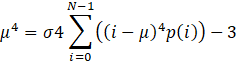 μ⁴ = σ4 ∑_{i=0}^{N-1} ((i − μ)⁴p(i)) − 3